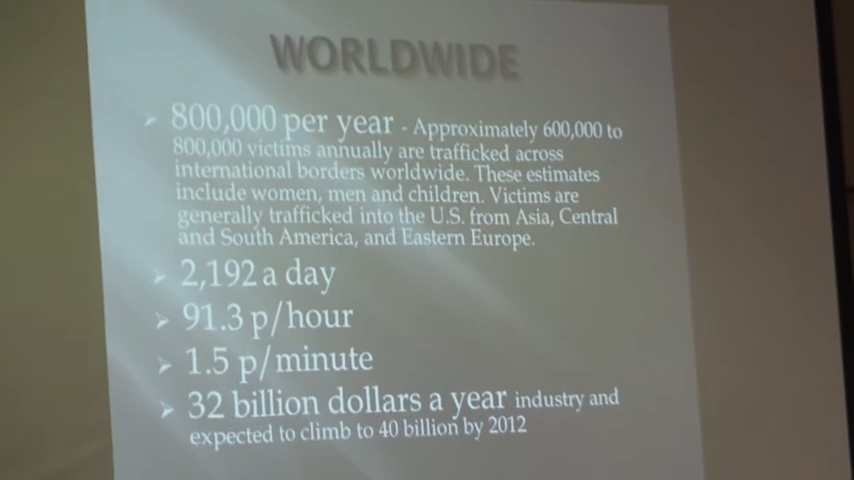 WORLDWIDE
800,000 per year - Approximately 600,000 to
800,000 victims annually are trafficked across
international borders worldwide. These estimates
include women, men and children. Victims are
generally trafficked into the U.S. from Asia, Central
and South America, and Eastern Europe.
2,192 a day
91.3 p/hour
1.5 p/minute
32 billion dollars a year industry and
expected to climb to 40 billion by 2012